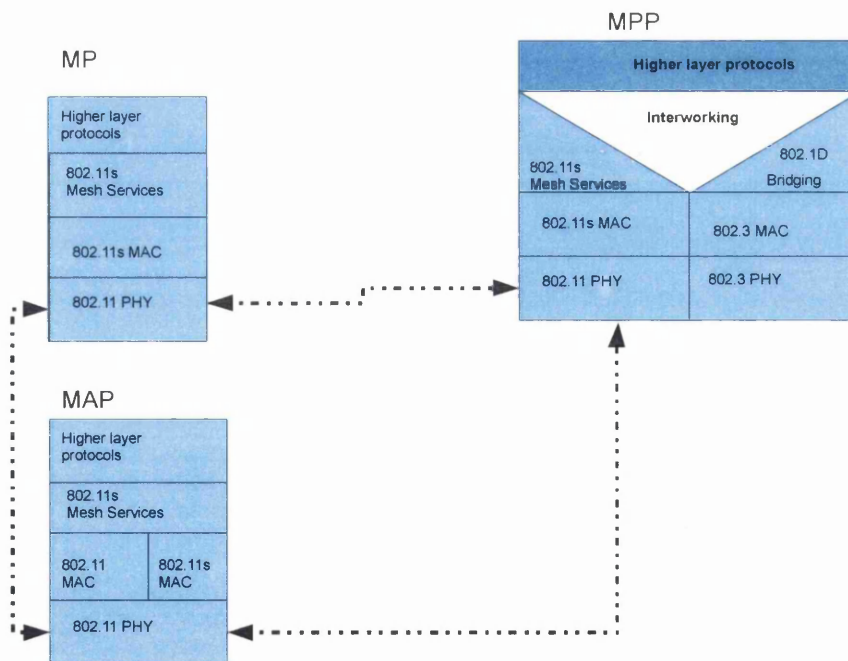 MP
Higher layer
protocols
802.11s
Mesh Services
802.11s MAC
802.11 PHY
MPP
Higher layer protocols
Interworking
802.11s
Mesh Services
802.1D
Bridging
802.11s MAC
802.3 MAC
802.11 PHY
802.3 PHY
MAP
Higher layer
protocols
802.11s
Mesh Services
802.11
MAC
802.11s
MAC
802.11 PHY